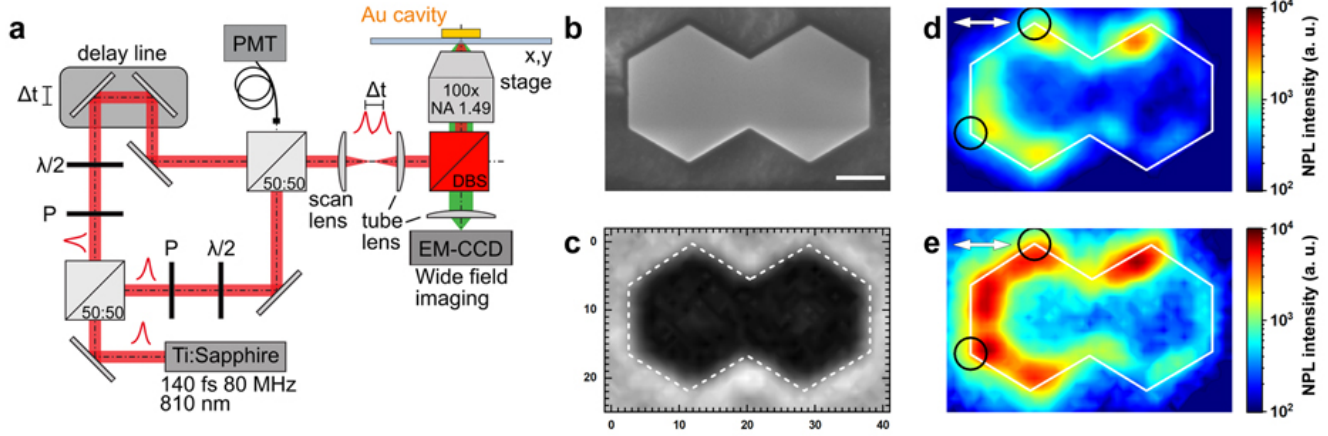 a
delay line
Δt
PMT
Au cavity
x,y
stage
100x
NA 1.49
Δt
λ/2
50:50
scan
lens
tube
lens
DBS
P
EM-CCD
Wide field
imaging
P
λ/2
50:50
Ti:Sapphire
140 fs 80 MHz
810 nm
b
c
0
10
20
0
10
20
30
40
d
10⁴
10³
10²
NPL intensity (a. u.)
e
10⁴
10³
10²
NPL intensity (a. u.)